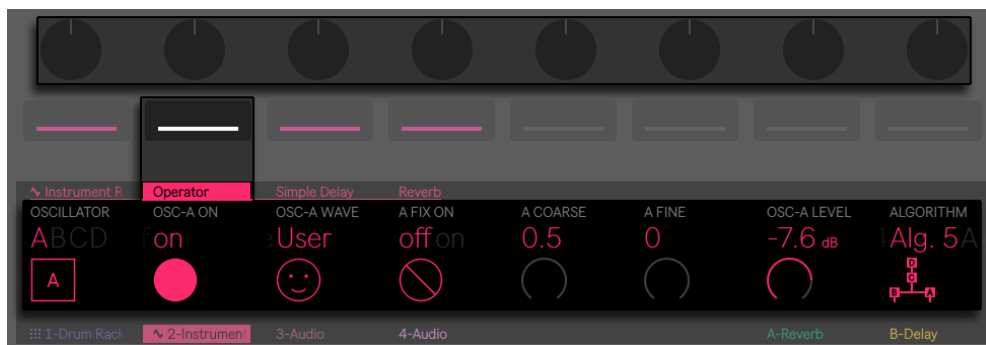 Instrument R Operator Simple Delay Reverb
OSCILLATOR OSC-A ON OSC-A WAVE A FIX ON A COARSE A FINE OSC-A LEVEL ALGORITHM
ABCD on User off on 0.5 0 -7.6 dB Alg. 5
A D
C
B A
1-Drum Rack 2-Instrument 3-Audio 4-Audio A-Reverb B-Delay